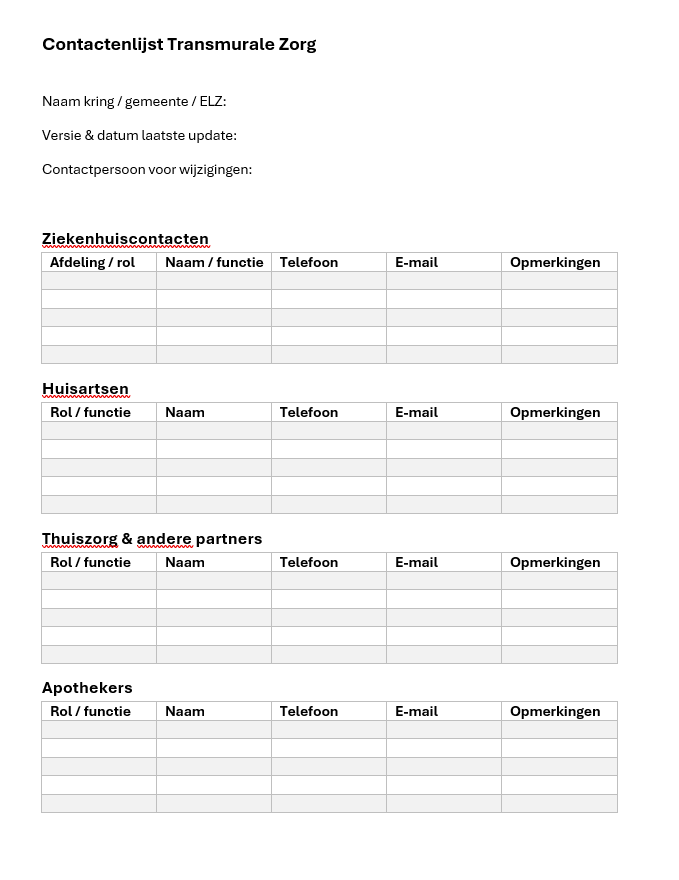 Contactenlijst Transmurale Zorg
Naam kring / gemeente / ELZ:
Versie & datum laatste update:
Contactpersoon voor wijzigingen:
Ziekenhuiscontacten
Afdeling / rol Naam / functie Telefoon E-mail Opmerkingen
Huisartsen
Rol / functie Naam Telefoon E-mail Opmerkingen
Thuiszorg & andere partners
Rol / functie Naam Telefoon E-mail Opmerkingen
Apothekers
Rol / functie Naam Telefoon E-mail Opmerkingen